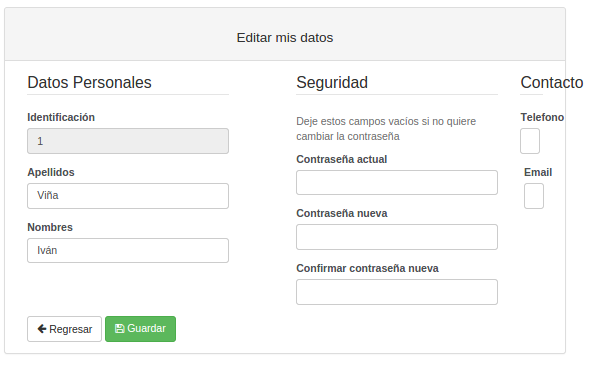 Editar mis datos
Datos Personales
Identificación
1
Apellidos
Viña
Nombres
Iván
Seguridad
Deje estos campos vacíos si no quiere
cambiar la contraseña
Contraseña actual
Contraseña nueva
Confirmar contraseña nueva
Contacto
Telefono
Email
Regresar
Guardar